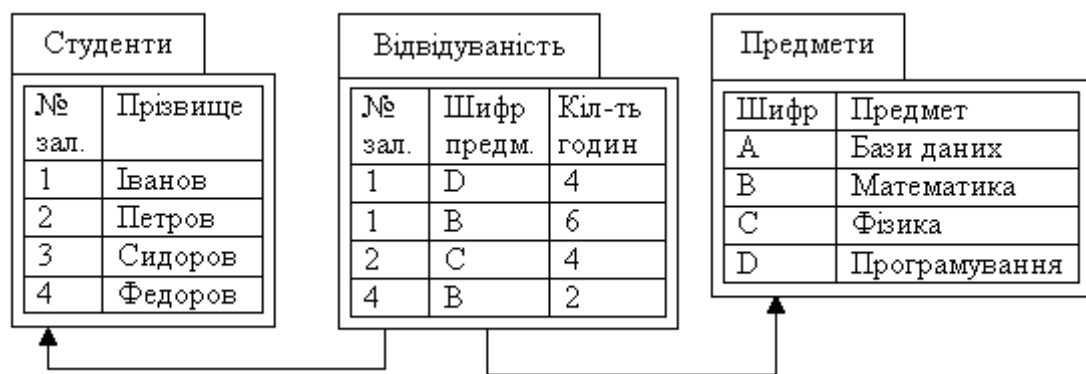 Студенти
№ Прізвище
зал.
1 Іванов
2 Петров
3 Сидоров
4 Федоров
Відвідуваність
№ Шифр Кіл-ть
зал. предм. годин
1 D 4
1 B 6
2 C 4
4 B 2
Предмети
Шифр Предмет
A Бази даних
B Математика
C Фізика
D Програмування